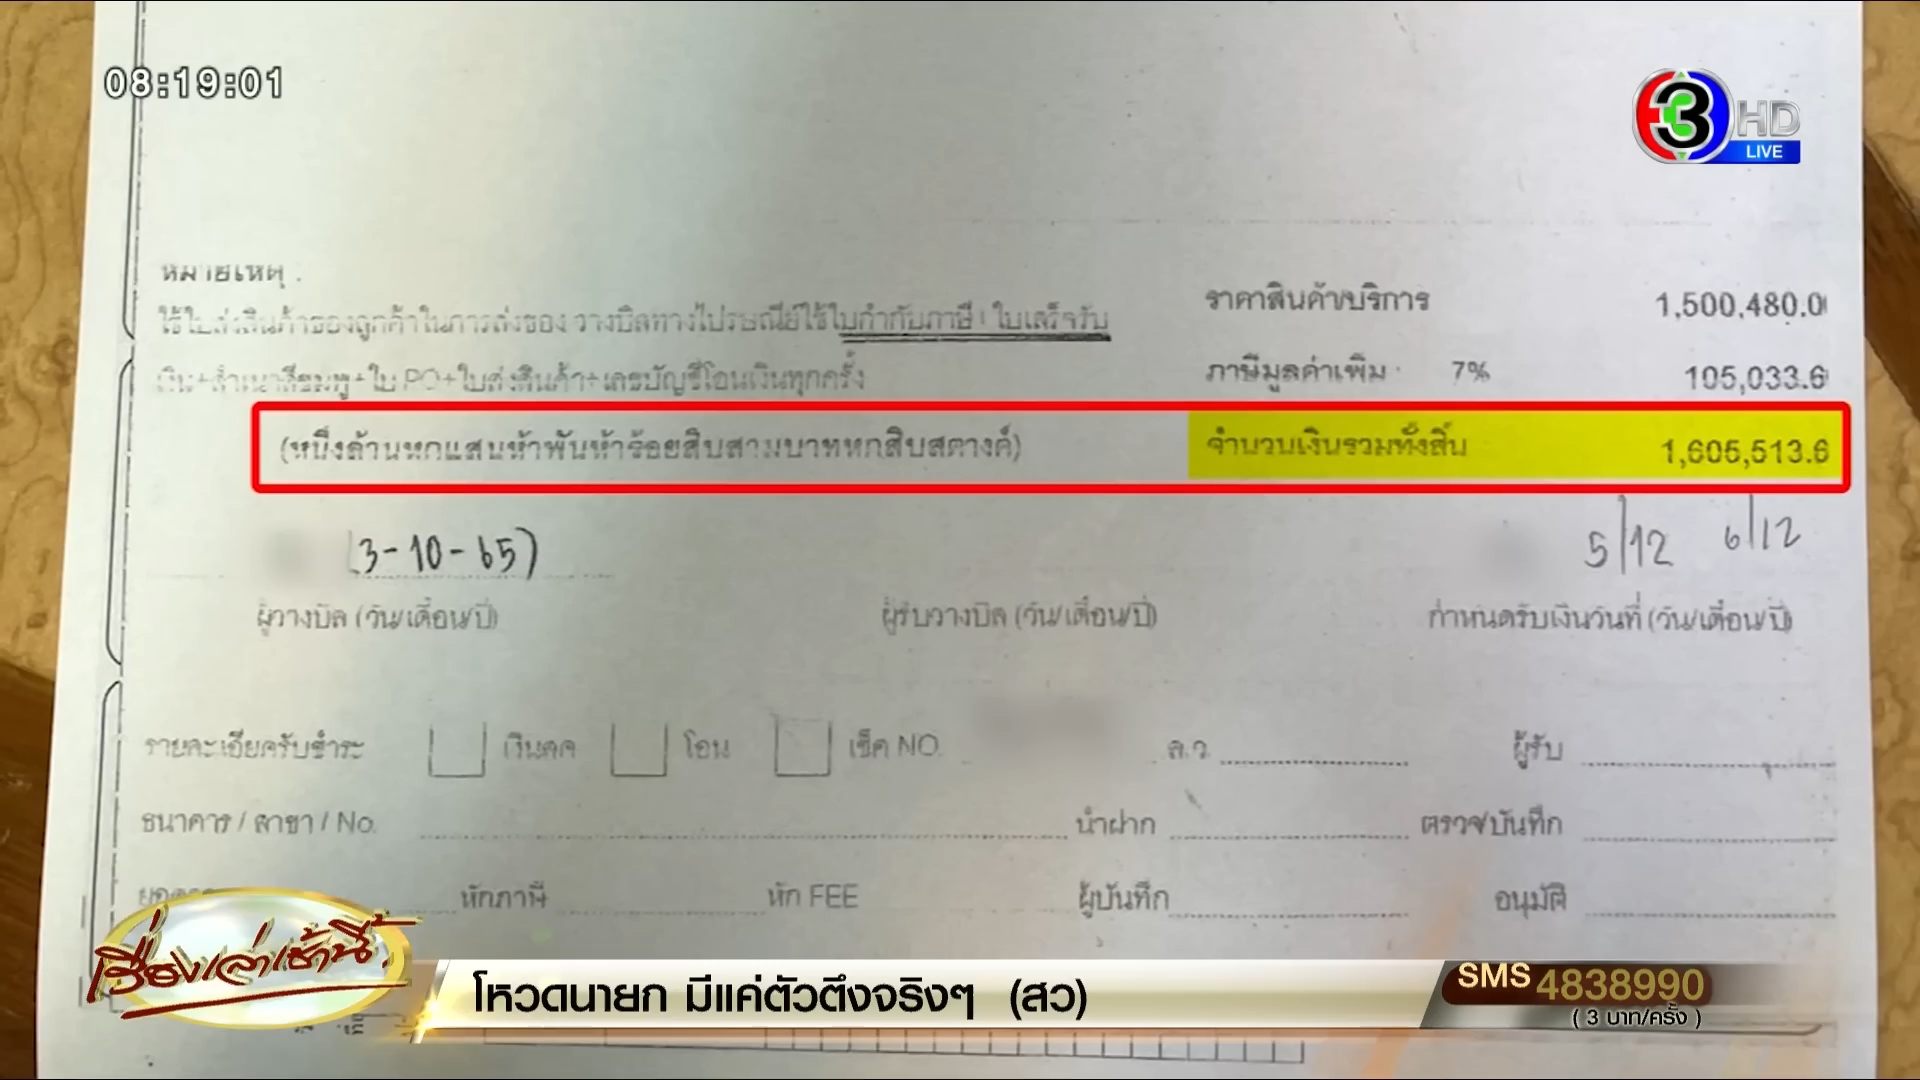 08:19:01
3 HD
LIVE
หมายเหตุ :
ใช้ใบส่งสินค้าของลูกค้าในการส่งของ วางบิลทางไปรษณีย์ใช้ใบกำกับภาษี+ใบเสร็จรับ
เงิน+สำเนาสีชมพู+ใบ PO+ใบส่งสินค้า+เลขบัญชีโอนเงินทุกครั้ง
ราคาสินค้า/บริการ 1,500,480.0
ภาษีมูลค่าเพิ่ม 7% 105,033.6
(หนึ่งล้านหกแสนห้าพันห้าร้อยสิบสามบาทหกสิบสตางค์) จำนวนเงินรวมทั้งสิ้น 1,605,513.6
(3-10-65) 5/12 6/12
ผู้วางบิล (วัน/เดือน/ปี) ผู้รับวางบิล (วัน/เดือน/ปี) กำหนดรับเงินวันที่ (วัน/เดือน/ปี)
รายละเอียดรับชำระ เงินสด โอน เช็ค NO. ล.ว. ผู้รับ
ธนาคาร / สาขา / No. นำฝาก ตรวจ/บันทึก
หักภาษี หัก FEE ผู้บันทึก อนุมัติ
เรื่องเล่าเช้านี้
โหวดนายก มีแค่ตัวตึงจริงๆ (สว)
SMS 4838990
( 3 บาท/ครั้ง )